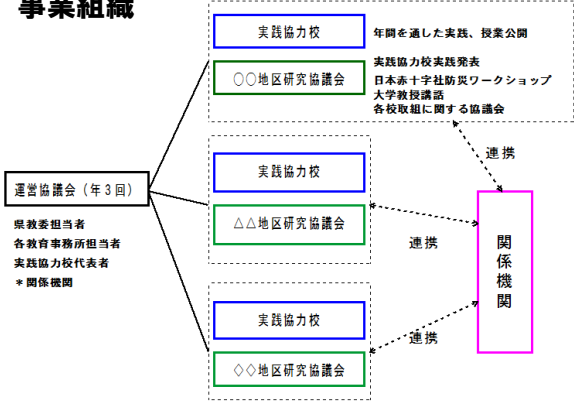 事業組織
実践協力校
年間を通した実践、授業公開
〇〇地区研究協議会
実践協力校実践発表
日本赤十字社防災ワークショップ
大学教授講話
各校取組に関する協議会
連携
実践協力校
運営協議会（年３回）
△△地区研究協議会
県教委担当者
各教育事務所担当者
実践協力校代表者
＊関係機関
連携
関係機関
実践協力校
連携
◇◇地区研究協議会